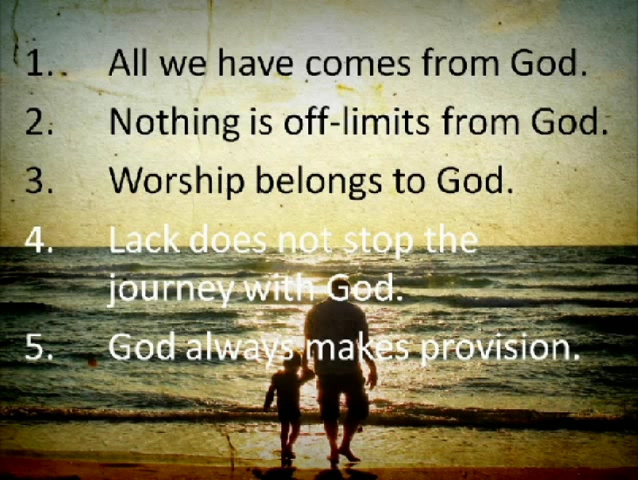 1. All we have comes from God.
2. Nothing is off-limits from God.
3. Worship belongs to God.
4. Lack does not stop the
journey with God.
5. God always makes provision.